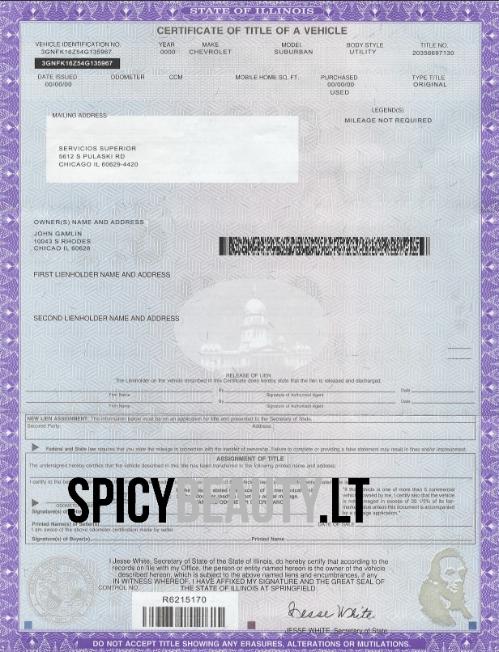 STATE OF ILLINOIS
CERTIFICATE OF TITLE OF A VEHICLE
VEHICLE IDENTIFICATION NO. YEAR MAKE MODEL BODY STYLE TITLE NO.
3GNFK16Z54G135967 0000 CHEVROLET SUBURBAN UTILITY 20398697130
3GNFK16Z54G135967
DATE ISSUED ODOMETER CCM MOBILE HOME SQ. FT. PURCHASED TYPE TITLE
00/00/00 00/00/00 ORIGINAL
USED
LEGEND(S)
MILEAGE NOT REQUIRED
MAILING ADDRESS
SERVICIOS SUPERIOR
5612 S PULASKI RD
CHICAGO IL 60629-4420
OWNER(S) NAME AND ADDRESS
JOHN GAMLIN
10043 S RHODES
CHICAO IL 60628
FIRST LIENHOLDER NAME AND ADDRESS
SECOND LIENHOLDER NAME AND ADDRESS
RELEASE OF LIEN
The Lienholder on the vehicle described in this Certificate does hereby state that the lien is released and discharged.
Firm Name By Signature of Authorized Agent Date
Firm Name By Signature of Authorized Agent Date
NEW LIEN ASSIGNMENT: The information below must be on an application for title and presented to the Secretary of State.
Secured Party: Address:
Federal and State law requires that you state the mileage in connection with the transfer of ownership. Failure to complete or providing a false statement may result in fines and/or imprisonment.
ASSIGNMENT OF TITLE
The undersigned hereby certifies that the vehicle described in this title has been transferred to the following printed name and address:
SPICYBEAUTY.LT
Printed Name(s) of Seller(s)
I am aware of the above odometer certification made by seller.
Signature(s) of Buyer(s) Printed Name
I Jesse White, Secretary of State of the State of Illinois, do hereby certify that according to the
records on file with my Office, the person or entity named hereon is the owner of the vehicle
described hereon, which is subject to the above named liens and encumbrances, if any
IN WITNESS WHEREOF, I HAVE AFFIXED MY SIGNATURE AND THE GREAT SEAL OF
THE STATE OF ILLINOIS AT SPRINGFIELD
CONTROL NO.
R6215170
Jesse White
JESSE WHITE, Secretary of State
DO NOT ACCEPT TITLE SHOWING ANY ERASURES, ALTERATIONS OR MUTILATIONS.